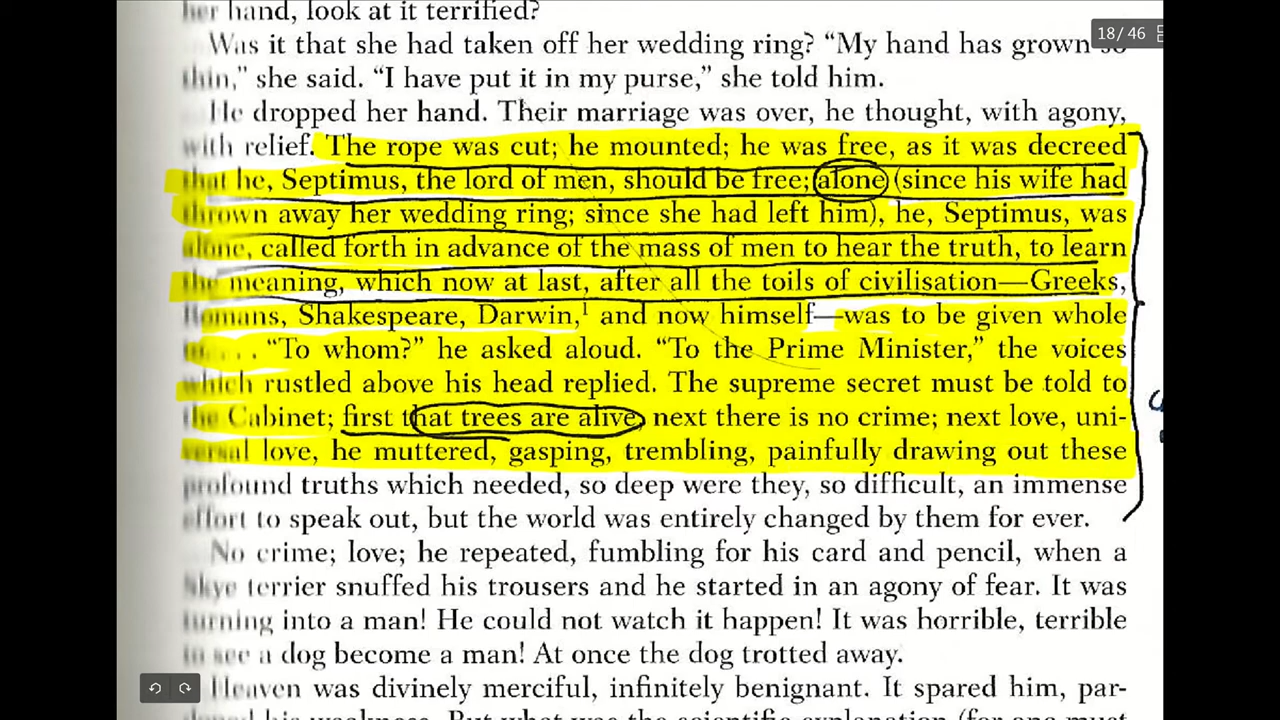 her hand, look at it terrified?
18/46
Was it that she had taken off her wedding ring? “My hand has grown so
thin,” she said. “I have put it in my purse,” she told him.
He dropped her hand. Their marriage was over, he thought, with agony,
with relief. The rope was cut; he mounted; he was free, as it was decreed
that he, Septimus, the lord of men, should be free; alone (since his wife had
thrown away her wedding ring; since she had left him), he, Septimus, was
alone, called forth in advance of the mass of men to hear the truth, to learn
the meaning, which now at last, after all the toils of civilisation—Greeks,
Romans, Shakespeare, Darwin,¹ and now himself—was to be given whole
. . . “To whom?” he asked aloud. “To the Prime Minister,” the voices
which rustled above his head replied. The supreme secret must be told to
the Cabinet; first that trees are alive, next there is no crime; next love, uni-
versal love, he muttered, gasping, trembling, painfully drawing out these
profound truths which needed, so deep were they, so difficult, an immense
effort to speak out, but the world was entirely changed by them for ever.
No crime; love; he repeated, fumbling for his card and pencil, when a
Skye terrier snuffed his trousers and he started in an agony of fear. It was
turning into a man! He could not watch it happen! It was horrible, terrible
to see a dog become a man! At once the dog trotted away.
Heaven was divinely merciful, infinitely benignant. It spared him, par-
his weakness. But what was the scientific explanation (for one must